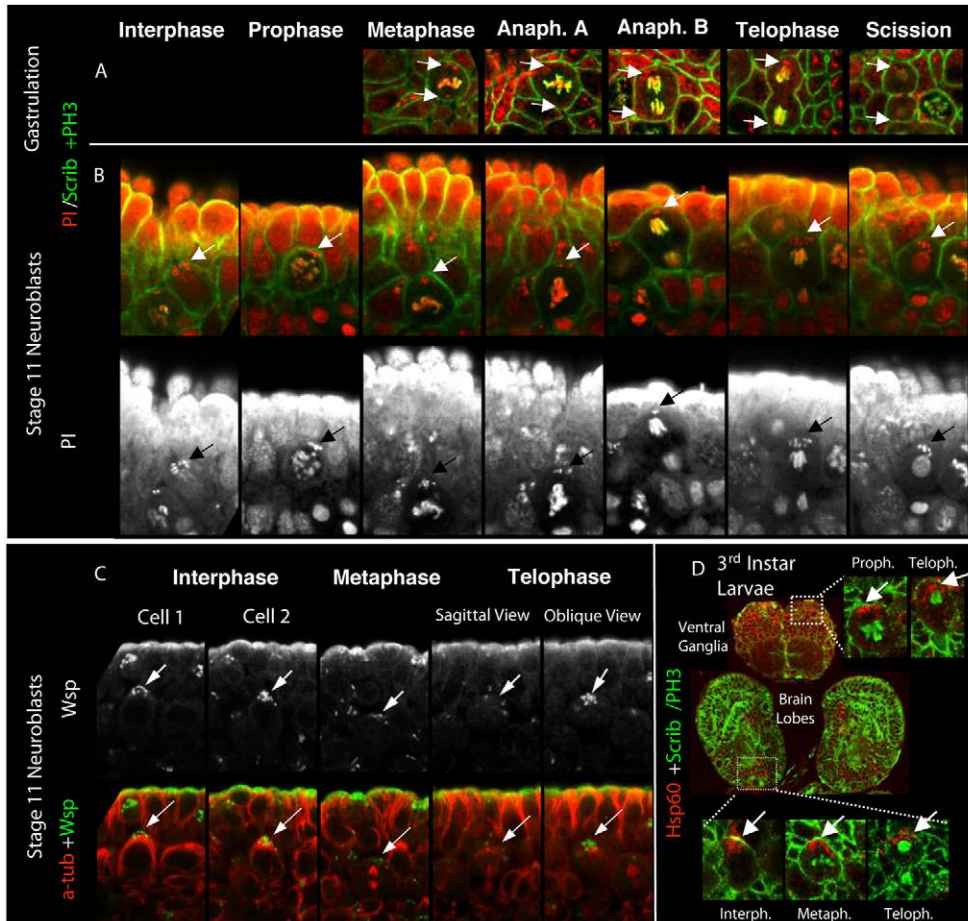 Interphase Prophase Metaphase Anaph. A Anaph. B Telophase Scission
Gastrulation
A
PI/Scrib +PH3
B
Stage 11 Neuroblasts
PI
C
Interphase Metaphase Telophase
Cell 1 Cell 2 Sagittal View Oblique View
Stage 11 Neuroblasts
Wsp
a-tub+Wsp
D 3rd Instar
Larvae
Proph. Teloph.
Ventral
Ganglia
Brain
Lobes
Hsp60 +Scrib /PH3
Interph. Metaph. Teloph.